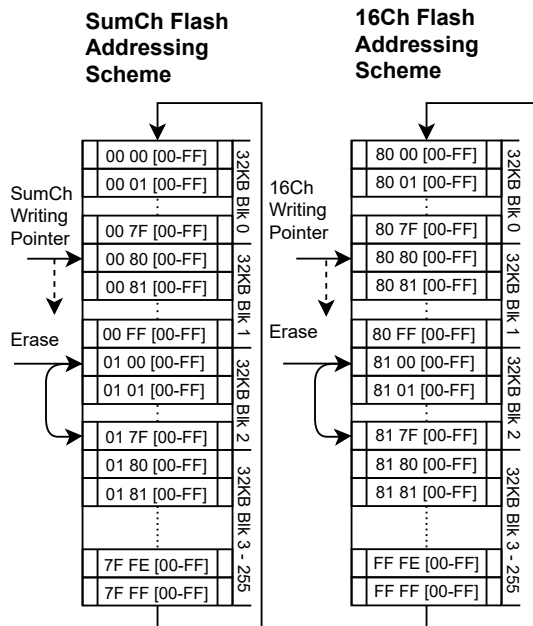 SumCh Flash
Addressing
Scheme
00 00 [00-FF]
00 01 [00-FF]
32KB Blk 0
SumCh
Writing
Pointer
00 7F [00-FF]
00 80 [00-FF]
00 81 [00-FF]
32KB Blk 1
Erase
00 FF [00-FF]
01 00 [00-FF]
01 01 [00-FF]
32KB Blk 2
01 7F [00-FF]
01 80 [00-FF]
01 81 [00-FF]
32KB Blk 3 - 255
7F FE [00-FF]
7F FF [00-FF]
16Ch Flash
Addressing
Scheme
80 00 [00-FF]
80 01 [00-FF]
32KB Blk 0
16Ch
Writing
Pointer
80 7F [00-FF]
80 80 [00-FF]
80 81 [00-FF]
32KB Blk 1
Erase
80 FF [00-FF]
81 00 [00-FF]
81 01 [00-FF]
32KB Blk 2
81 7F [00-FF]
81 80 [00-FF]
81 81 [00-FF]
32KB Blk 3 - 255
FF FE [00-FF]
FF FF [00-FF]